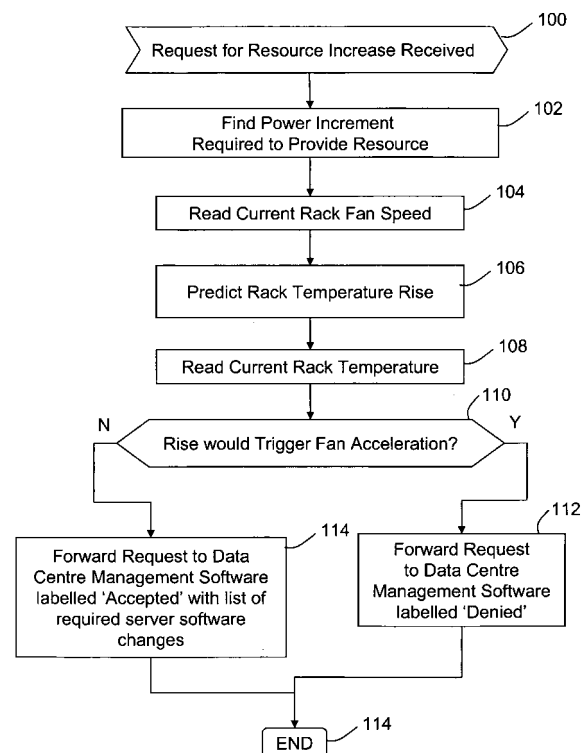 100
Request for Resource Increase Received
102
Find Power Increment
Required to Provide Resource
104
Read Current Rack Fan Speed
106
Predict Rack Temperature Rise
108
Read Current Rack Temperature
110
N
Y
Rise would Trigger Fan Acceleration?
114
Forward Request to Data
Centre Management Software
labelled ‘Accepted’ with list of
required server software
changes
112
Forward Request
to Data Centre
Management Software
labelled ‘Denied’
END
114